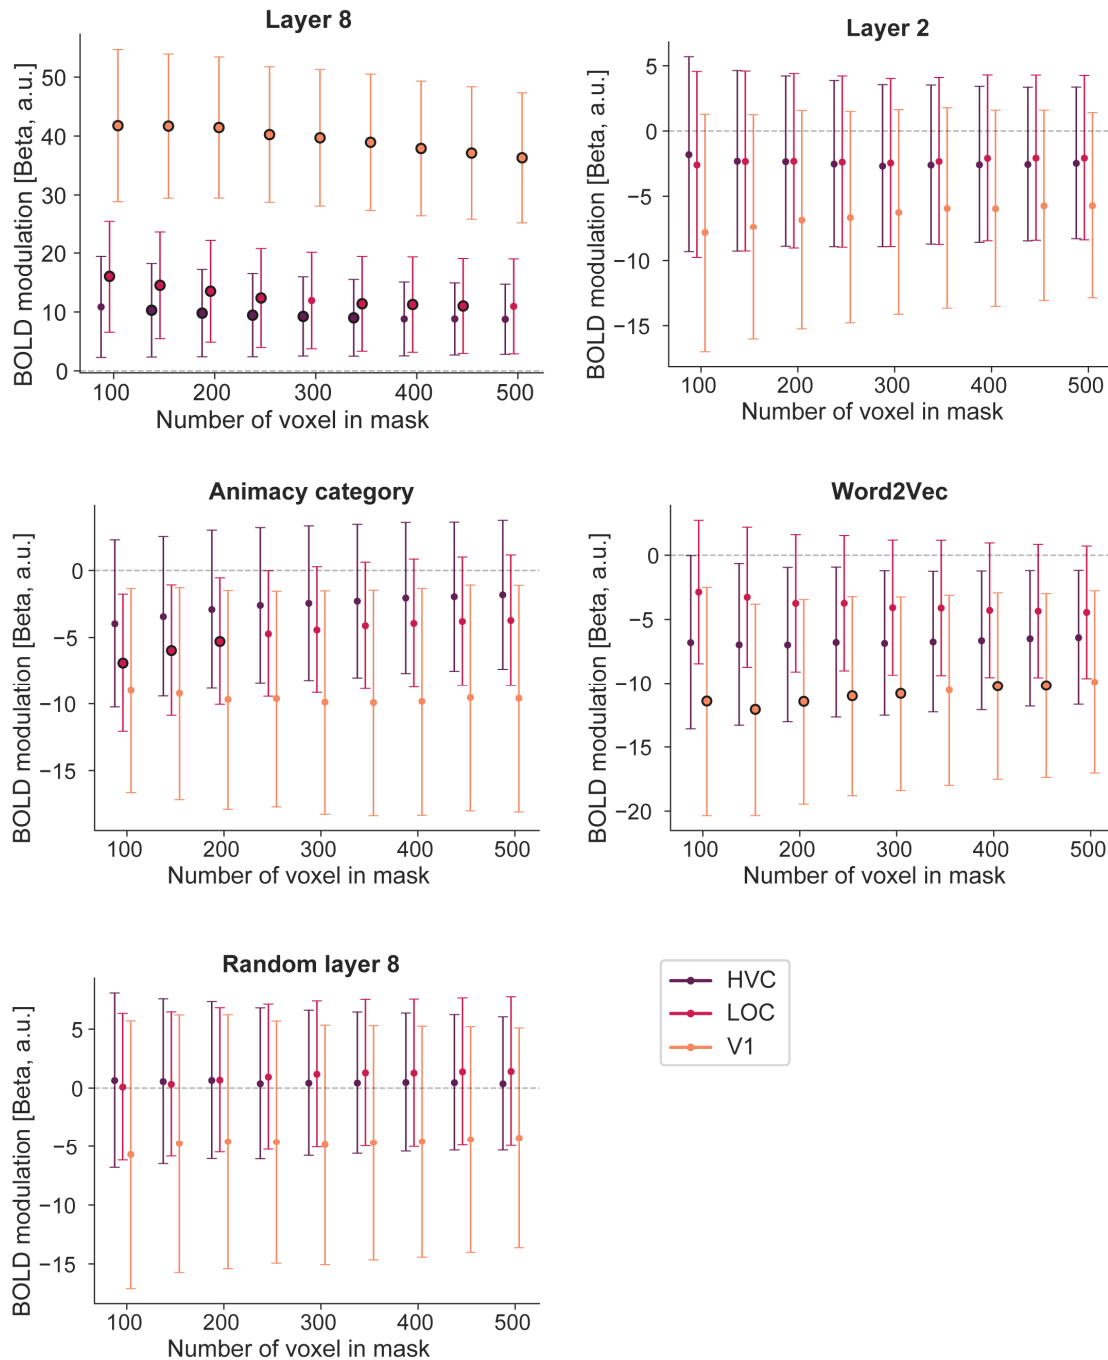 Layer 8
BOLD modulation [Beta, a.u.]
50
40
30
20
10
0
100 200 300 400 500
Number of voxel in mask
Layer 2
BOLD modulation [Beta, a.u.]
5
0
−5
−10
−15
100 200 300 400 500
Number of voxel in mask
Animacy category
BOLD modulation [Beta, a.u.]
0
−5
−10
−15
100 200 300 400 500
Number of voxel in mask
Word2Vec
BOLD modulation [Beta, a.u.]
0
−5
−10
−15
−20
100 200 300 400 500
Number of voxel in mask
Random layer 8
BOLD modulation [Beta, a.u.]
5
0
−5
−10
−15
100 200 300 400 500
Number of voxel in mask
HVC
LOC
V1